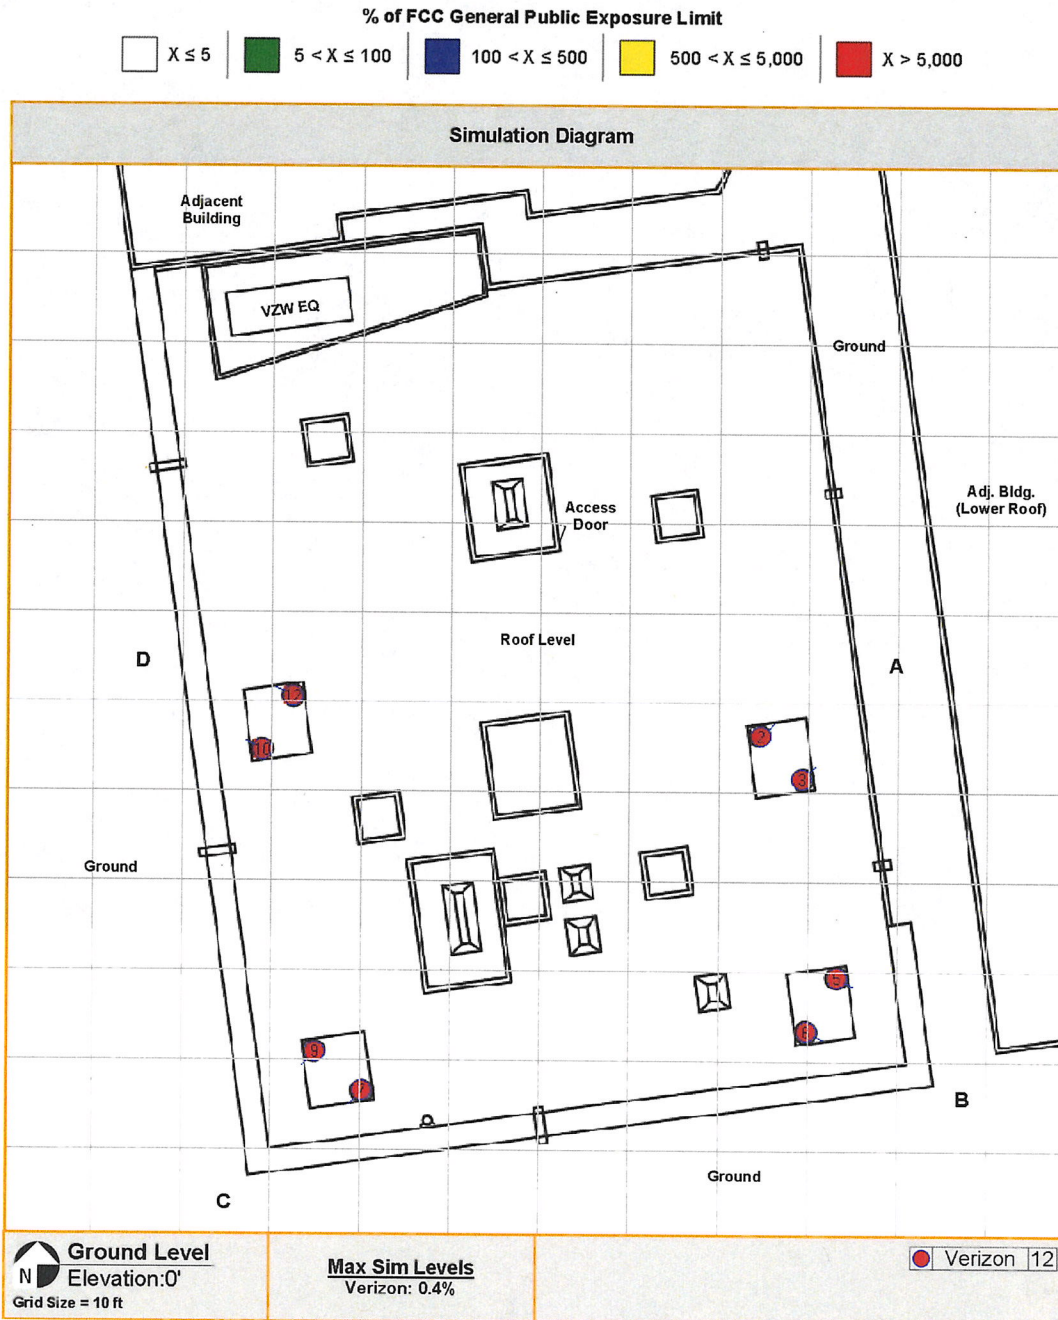 % of FCC General Public Exposure Limit
X ≤ 5
5 < X ≤ 100
100 < X ≤ 500
500 < X ≤ 5,000
X > 5,000
Simulation Diagram
Adjacent
Building
VZW EQ
Ground
Adj. Bldg.
(Lower Roof)
Access
Door
Roof Level
D
A
12
10
2
3
Ground
5
9
7
B
Ground
C
N
Ground Level
Elevation:0'
Grid Size = 10 ft
Max Sim Levels
Verizon: 0.4%
Verizon
12